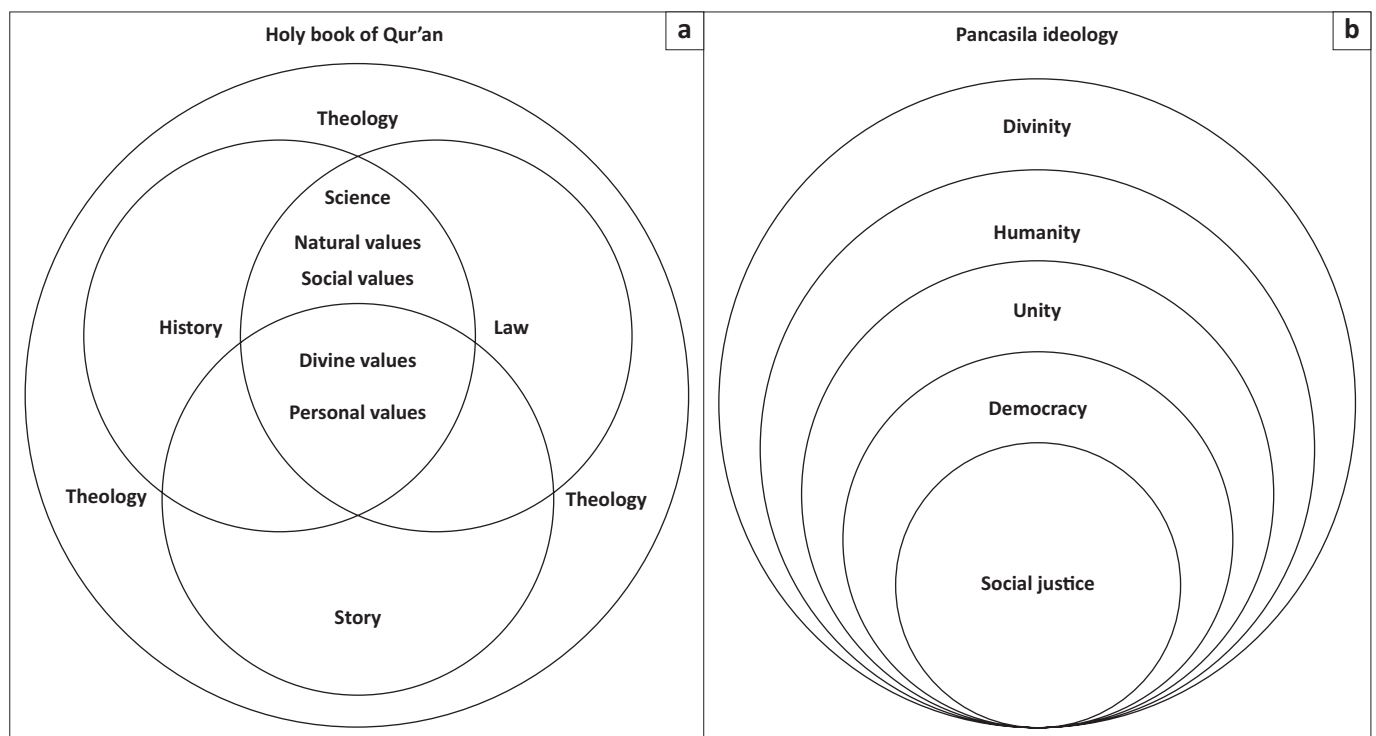 Holy book of Qur’an
a
Theology
Science
Natural values
Social values
History
Law
Divine values
Personal values
Theology
Theology
Story
Pancasila ideology
b
Divinity
Humanity
Unity
Democracy
Social justice